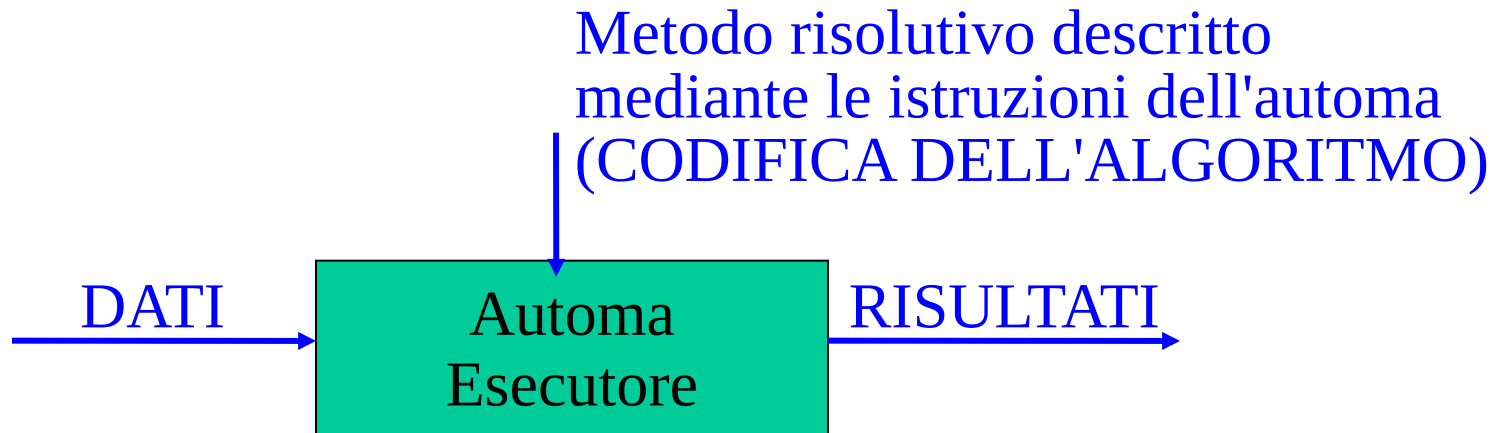 Metodo risolutivo descritto
mediante le istruzioni dell'automa
(CODIFICA DELL'ALGORITMO)
DATI
Automa
Esecutore
RISULTATI